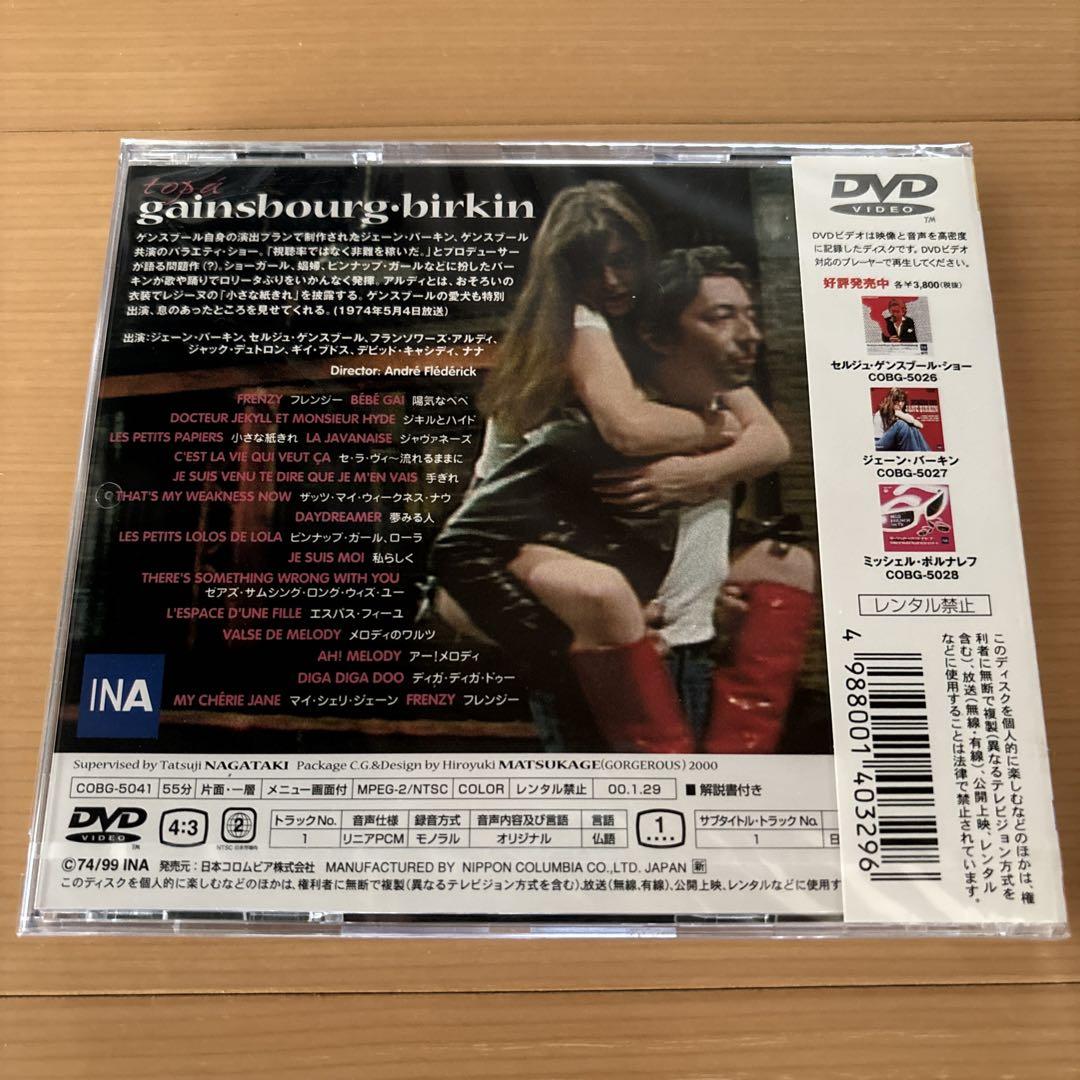 top à
gainsbourg・birkin
ゲンスブール自身の演出プランで制作されたジェーン・バーキン、ゲンスブール
共演のバラエティ・ショー。「視聴率ではなく非難を稼いだ。」とプロデューサー
が語る問題作(?)。ショーガール、娼婦、ピンナップ・ガールなどに扮したバー
キンが歌や踊りでロリータぶりをいかんなく発揮。アルディとは、おそろいの
衣装でレジーヌの「小さな紙きれ」を披露する。ゲンスブールの愛犬も特別
出演、息のあったところを見せてくれる。(1974年5月4日放送)
出演:ジェーン・バーキン、セルジュ・ゲンスブール、フランソワーズ・アルディ、
ジャック・デュトロン、ギイ・ブドス、デビッド・キャシディ、ナナ
Director: André Flédérick
FRENZY フレンジー BÉBÉ GAI 陽気なベベ
DOCTEUR JEKYLL ET MONSIEUR HYDE ジキルとハイド
LES PETITS PAPIERS 小さな紙きれ LA JAVANAISE ジャヴァネーズ
C'EST LA VIE QUI VEUT ÇA セ・ラ・ヴィ〜流れるままに
JE SUIS VENU TE DIRE QUE JE M'EN VAIS 手ぎれ
THAT'S MY WEAKNESS NOW ザッツ・マイ・ウィークネス・ナウ
DAYDREAMER 夢みる人
LES PETITS LOLOS DE LOLA ピンナップ・ガール、ローラ
JE SUIS MOI 私らしく
THERE'S SOMETHING WRONG WITH YOU
ゼアズ・サムシング・ロング・ウィズ・ユー
L'ESPACE D'UNE FILLE エスパス・フィーユ
VALSE DE MELODY メロディのワルツ
AH! MELODY アー!メロディ
DIGA DIGA DOO ディガ・ディガ・ドゥー
MY CHÉRIE JANE マイ・シェリ・ジェーン FRENZY フレンジー
INA
Supervised by Tatsuji NAGATAKI Package C.G.&Design by Hiroyuki MATSUKAGE(GORGEROUS) 2000
COBG-5041 55分 片面・一層 メニュー画面付 MPEG-2/NTSC COLOR レンタル禁止 00.1.29 ■解説書付き
DVD
VIDEO
4:3
2
NTSC 日本市場向
トラックNo. 音声仕様 録音方式 音声内容及び言語 言語
1 リニアPCM モノラル オリジナル 仏語
1....
サブタイトル・トラックNo.
1 日
©74/99 INA 発売元:日本コロムビア株式会社 MANUFACTURED BY NIPPON COLUMBIA CO.,LTD. JAPAN 新
このディスクを個人的に楽しむなどのほかは、権利者に無断で複製(異なるテレビジョン方式を含む)、放送(無線、有線)、公開上映、レンタルなどに使用す
DVD
VIDEO
TM
DVDビデオは映像と音声を高密度
に記録したディスクです。DVDビデオ
対応のプレーヤーで再生してください。
好評発売中 各¥3,800(税抜)
セルジュ・ゲンスブール・ショー
COBG-5026
JANE BIRKIN
ジェーン・バーキン
COBG-5027
ミッシェル・ポルナレフ
COBG-5028
レンタル禁止
このディスクを個人的に楽しむなどのほかは、権
利者に無断で複製(異なるテレビジョン方式を
含む)、放送(無線・有線)、公開上映、レンタル
などに使用することは法律で禁止されています。
4 988001 403296